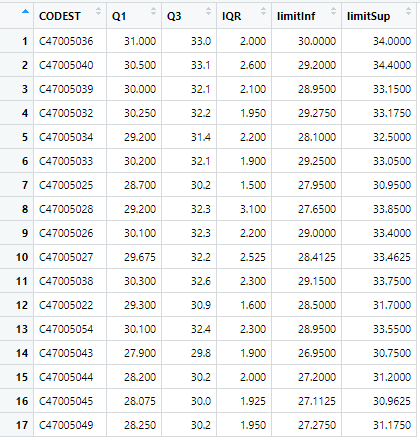 CODEST Q1 Q3 IQR limitInf limitSup
1 C47005036 31.000 33.0 2.000 30.0000 34.0000
2 C47005040 30.500 33.1 2.600 29.2000 34.4000
3 C47005039 30.000 32.1 2.100 28.9500 33.1500
4 C47005032 30.250 32.2 1.950 29.2750 33.1750
5 C47005034 29.200 31.4 2.200 28.1000 32.5000
6 C47005033 30.200 32.1 1.900 29.2500 33.0500
7 C47005025 28.700 30.2 1.500 27.9500 30.9500
8 C47005028 29.200 32.3 3.100 27.6500 33.8500
9 C47005026 30.100 32.3 2.200 29.0000 33.4000
10 C47005027 29.675 32.2 2.525 28.4125 33.4625
11 C47005038 30.300 32.6 2.300 29.1500 33.7500
12 C47005022 29.300 30.9 1.600 28.5000 31.7000
13 C47005054 30.100 32.4 2.300 28.9500 33.5500
14 C47005043 27.900 29.8 1.900 26.9500 30.7500
15 C47005044 28.200 30.2 2.000 27.2000 31.2000
16 C47005045 28.075 30.0 1.925 27.1125 30.9625
17 C47005049 28.250 30.2 1.950 27.2750 31.1750